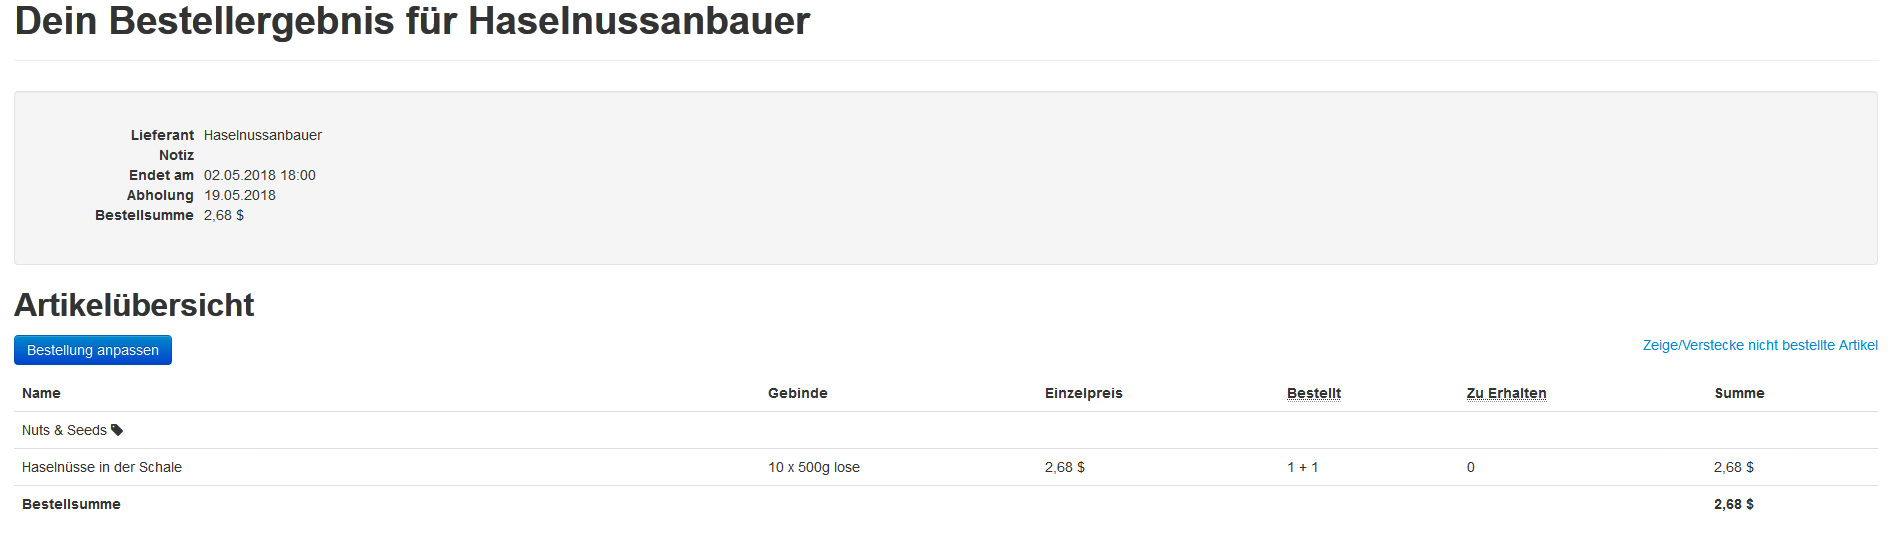 Dein Bestellergebnis für Haselnussanbauer
Lieferant Haselnussanbauer
Notiz
Endet am 02.05.2018 18:00
Abholung 19.05.2018
Bestellsumme 2,68 $
Artikelübersicht
Bestellung anpassen Zeige/Verstecke nicht bestellte Artikel
Name Gebinde Einzelpreis Bestellt Zu Erhalten Summe
Nuts & Seeds
Haselnüsse in der Schale 10 x 500g lose 2,68 $ 1 + 1 0 2,68 $
Bestellsumme 2,68 $